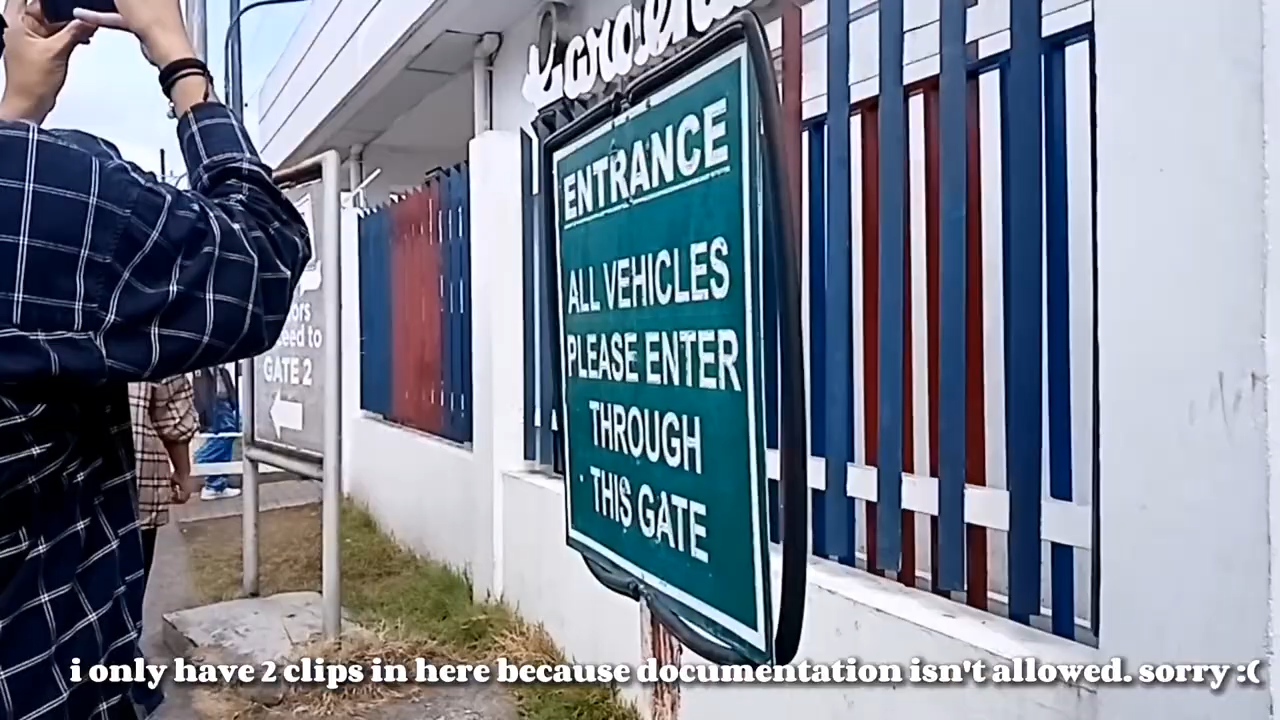 ENTRANCE
ALL VEHICLES
PLEASE ENTER
THROUGH
THIS GATE
to
GATE 2
i only have 2 clips in here because documentation isn't allowed. sorry :(